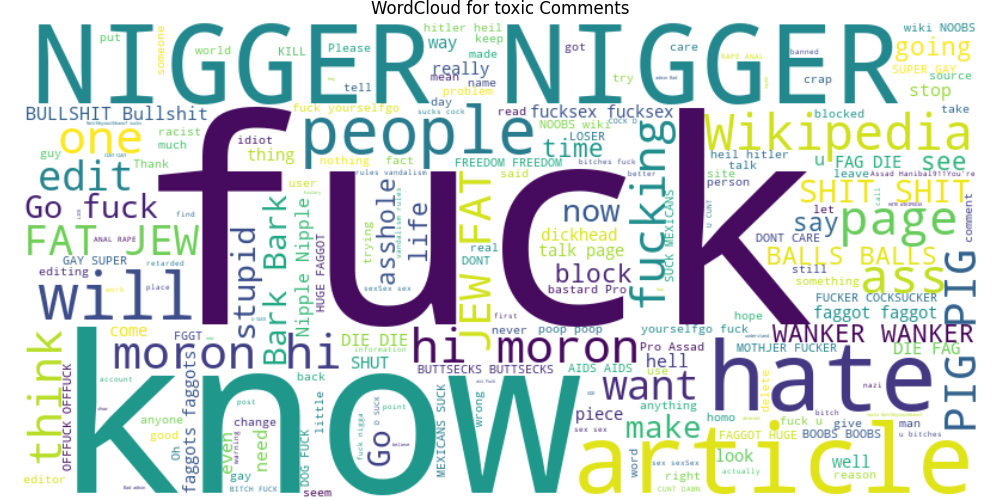 WordCloud for toxic Comments
NIGGER NIGGER
fuck
know
article
hate
people
Wikipedia
will
page
one
edit
think
ass
want
make
fucking
hi moron
moron hi
FAT JEW
JEW FAT
PIG PIG
SHIT SHIT
BALLS BALLS
WANKER WANKER
Bark Bark
Nipple Nipple
Go fuck
BULLSHIT Bullshit
fucksex fucksex
asshole
life
stupid
now
time
block
say
see
going
stop
way
really
put
someone
world
KILL
Please
tell
hitler heil
keep
made
mean
name
problem
day
sucks cock
got
care
try
crap
RAPE ANAL
banned
wiki NOOBS
SUPER GAY
source
take
blocked
read
NOOBS wiki
COCK D
LOSER
FREEDOM FREEDOM
bitches fuck
said
better
fuck yourselfgo
idiot
thing
nothing
fact
rules vandalism
vandalism rules
user
trying
real
DONT
racist
much
guy
Thank
find
ANAL RAPE
GAY SUPER
editing
retarded
work
place
come
FGGT
HUGE FAGGOT
sexSex sex
dickhead
talk page
bastard Pro
first
never
poop poop
yourselfgo fuck
Pro Assad
hell
use
SUCK MEXICANS
heil hitler
talk
site
person
u
FAG DIE
leave
Assad Hanibal911You're
call
let
comment
DONT CARE
still
something
FUCKER COCKSUCKER
faggot faggot
hope
understand
MOTHJER FUCKER
DIE FAG
nazi
DIE DIE
information
SHUT
BUTTSECKS BUTTSECKS
AIDS AIDS
back
little
OFFFUCK OFFFUCK
editor
account
anyone
good
Oh
faggots faggots!
post
change
even
warning
need
gay
BITCH FUCK
DOG FUCK
seem
fuck nigga
Go
D SUCK
point
believe
MEXICANS SUCK
wrong
piece
sex sex
word
anything
homo
delete
bitch
fuck u
give
man
u bitches
FAGGOT HUGE
BOOBS BOOBS
look
actually
well
reason
sex sexSex
right
CUNT DAWN
u CUNT